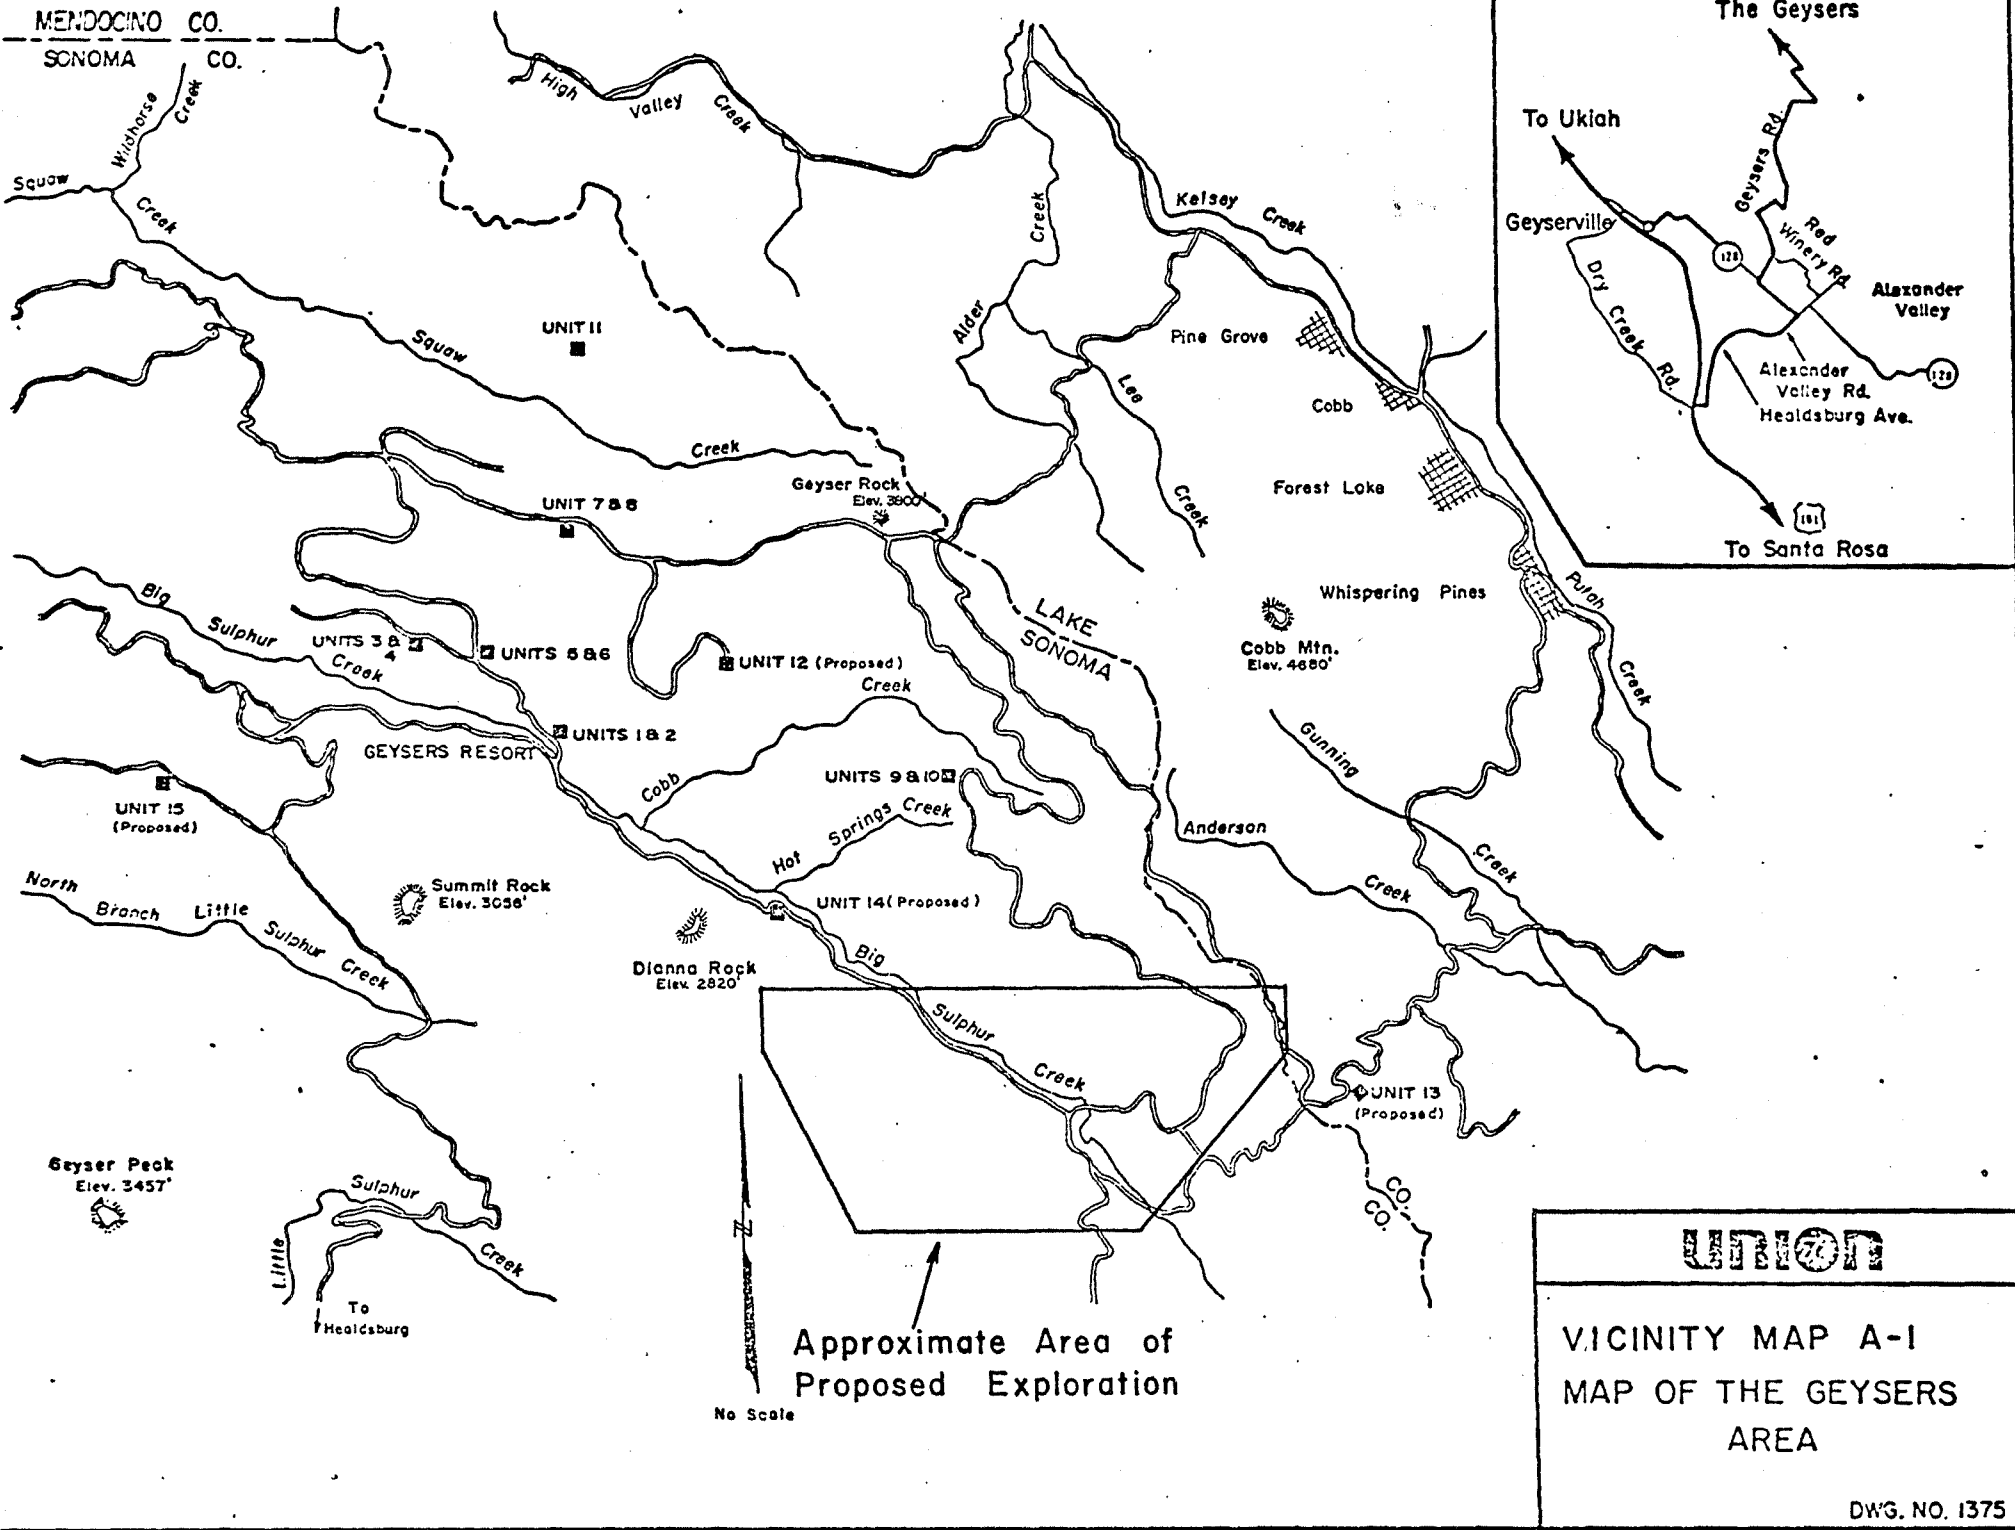 MENDOCINO CO.
SONOMA CO.
Wildhorse Creek
Squaw Creek
High Valley Creek
Kelsey Creek
Alder Creek
UNIT 11
Squaw Creek
Pine Grove
Lee Creek
Cobb
Geyser Rock
Elev. 3900'
Forest Lake
UNIT 7 & 8
Whispering Pines
Putah Creek
LAKE
SONOMA
Cobb Mtn.
Elev. 4680'
Big Sulphur Creek
UNITS 3 &
4
UNITS 5 & 6
UNIT 12 (Proposed)
Cobb Creek
UNITS 1 & 2
GEYSERS RESORT
UNITS 9 & 10
Gunning Creek
UNIT 15
(Proposed)
Hot Springs Creek
Anderson Creek
North Branch Little Sulphur Creek
Summit Rock
Elev. 3058'
UNIT 14 (Proposed)
Dianna Rock
Elev. 2820'
Big Sulphur Creek
UNIT 13
(Proposed)
Geyser Peak
Elev. 3457'
Little Sulphur Creek
CO.
CO.
To
Healdsburg
N
No Scale
Approximate Area of
Proposed Exploration
The Geysers
To Ukiah
Geysers Rd.
Geyserville
Red
Winery Rd.
128
Dry Creek Rd.
Alexander
Valley
Alexander
Valley Rd.
128
Healdsburg Ave.
101
To Santa Rosa
union
76
VICINITY MAP A-1
MAP OF THE GEYSERS
AREA
DWG. NO. 1375